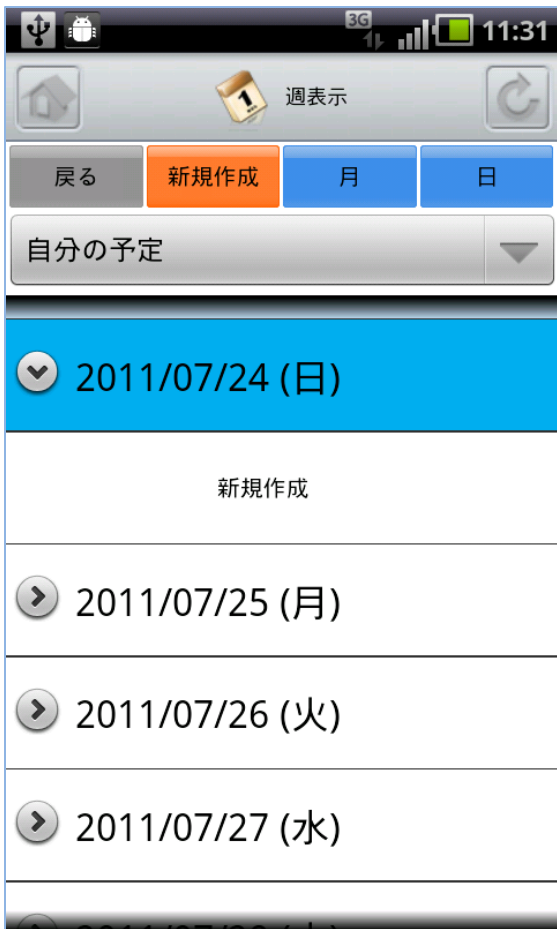 3G 11:31
1 週表示
戻る 新規作成 月 日
自分の予定
2011/07/24 (日)
新規作成
2011/07/25 (月)
2011/07/26 (火)
2011/07/27 (水)